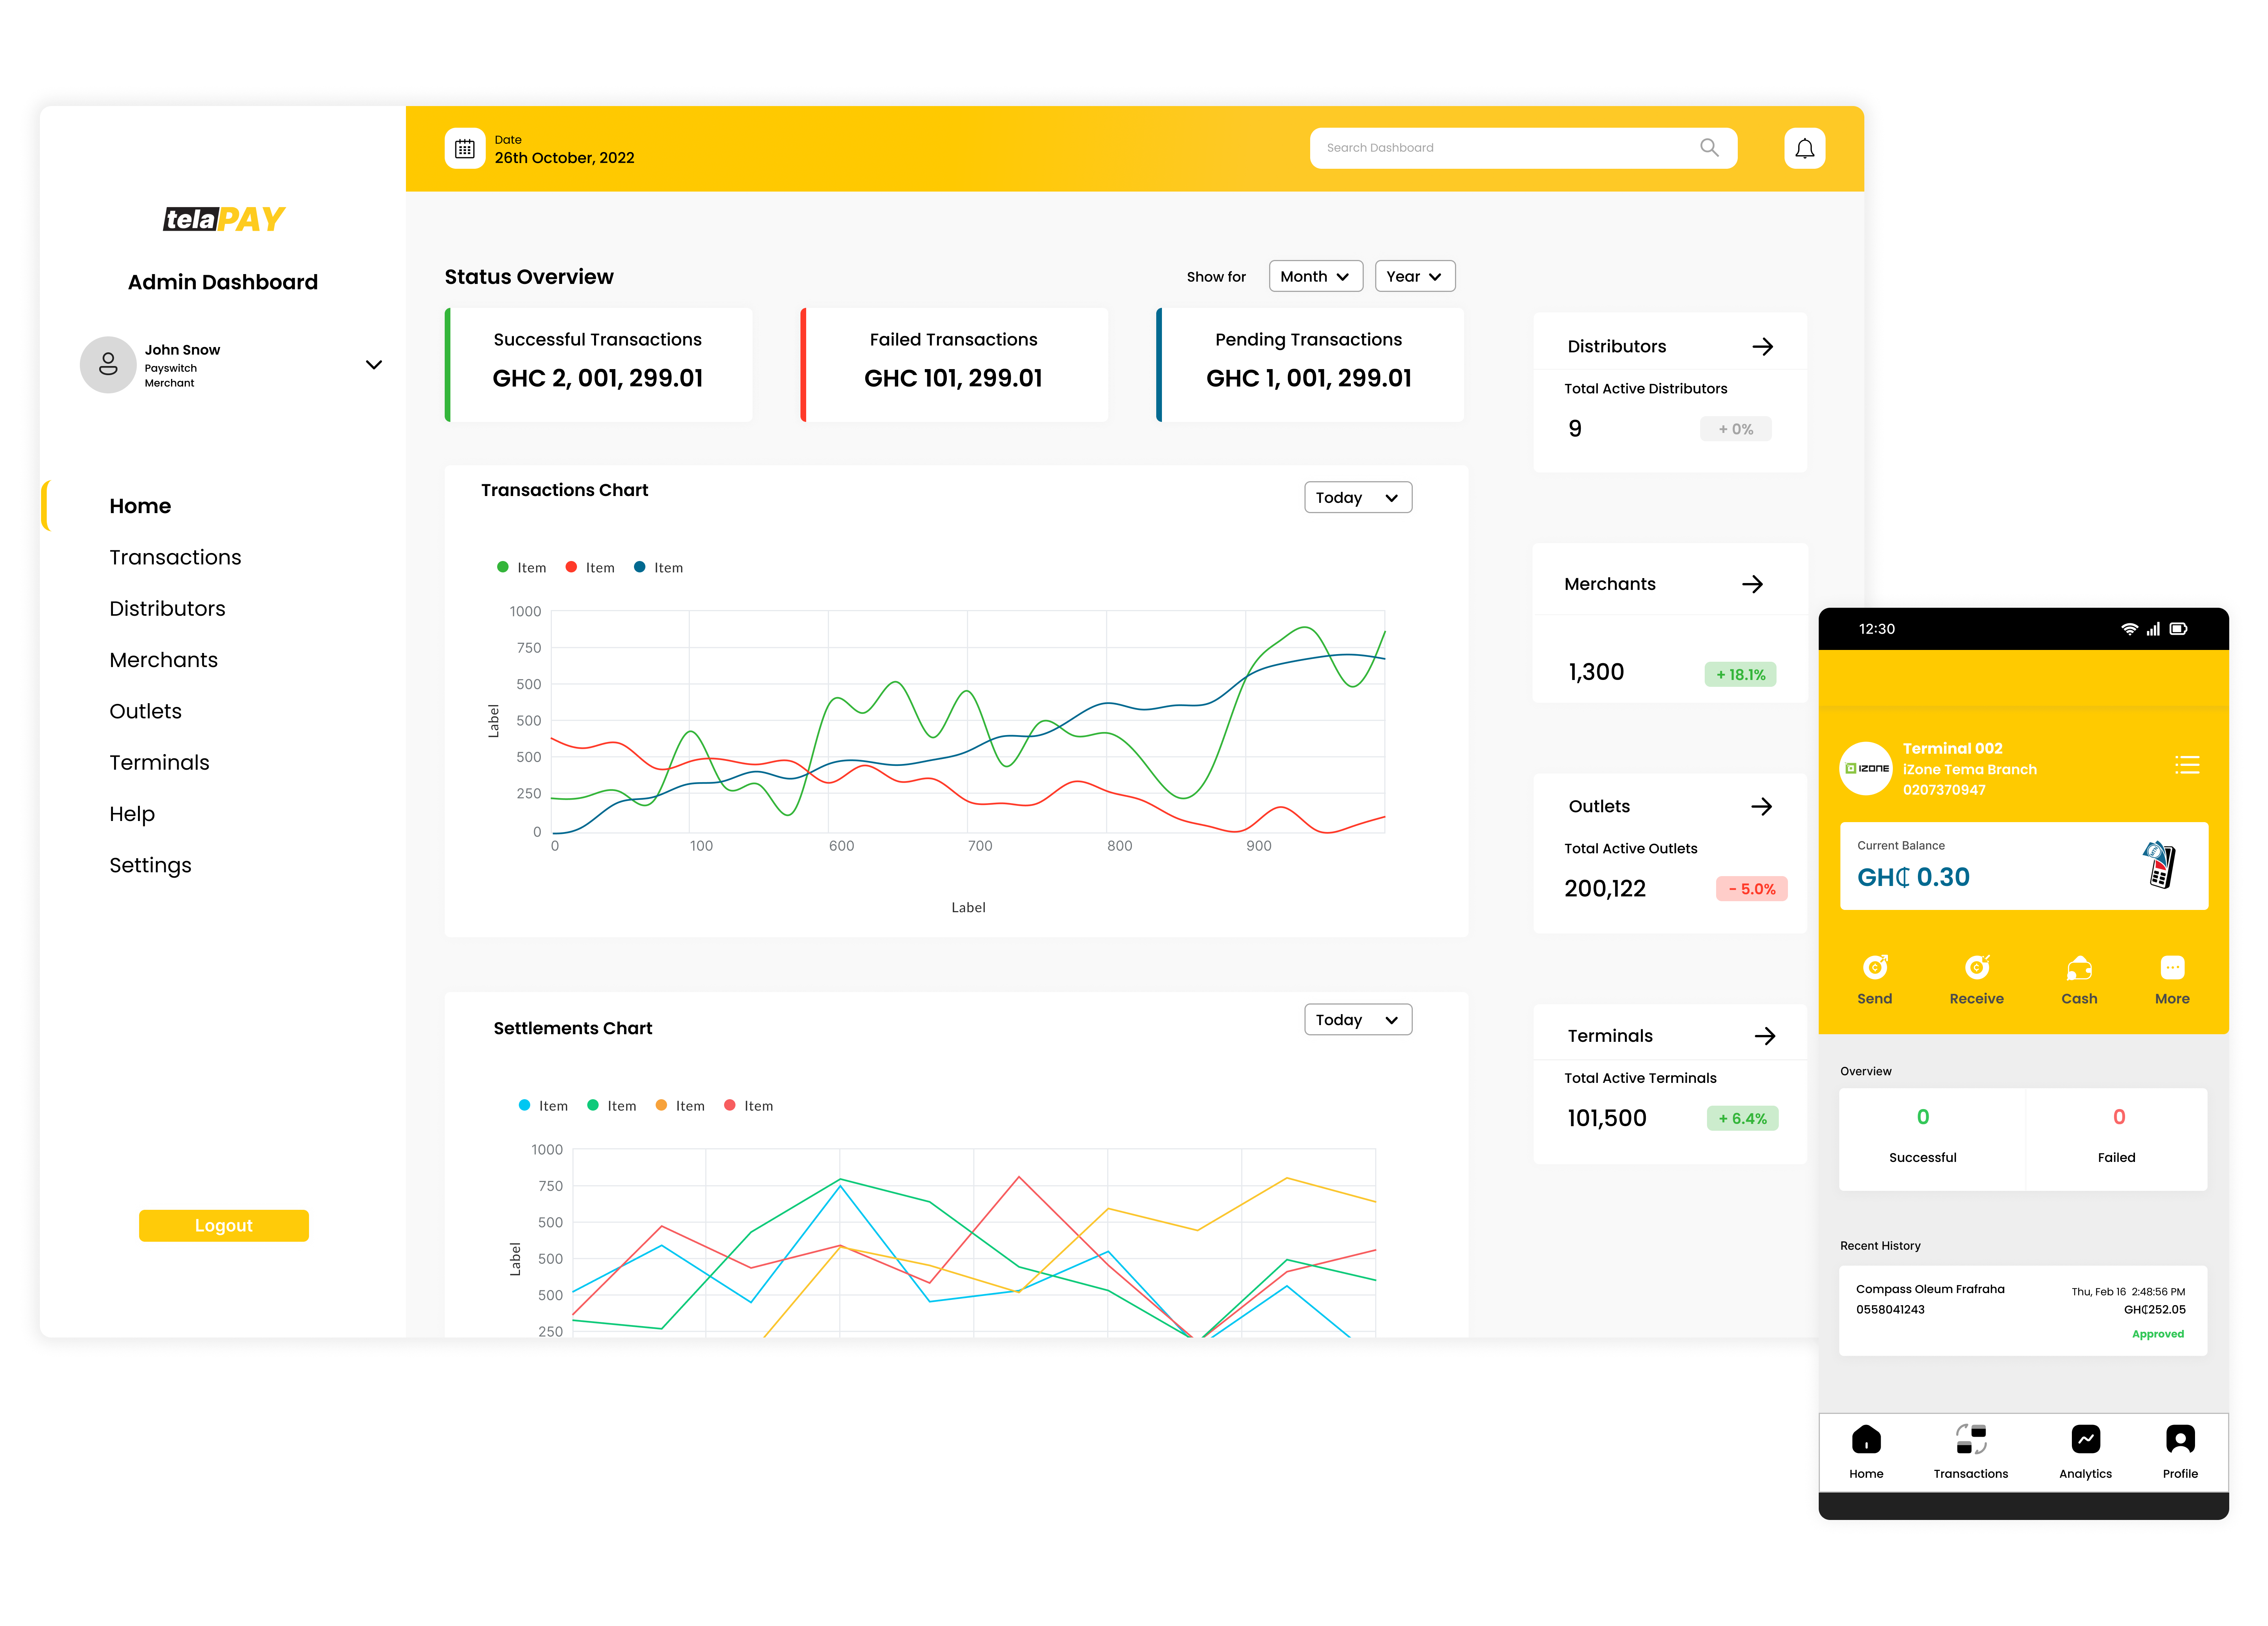 telaPAY
Admin Dashboard
John Snow
Payswitch
Merchant
Home
Transactions
Distributors
Merchants
Outlets
Terminals
Help
Settings
Logout
Date
26th October, 2022
Search Dashboard
Status Overview
Show for
Month
Year
Successful Transactions
GHC 2, 001, 299.01
Failed Transactions
GHC 101, 299.01
Pending Transactions
GHC 1, 001, 299.01
Transactions Chart
Today
Item
Item
Item
1000
750
500
500
500
250
0
Label
0
100
600
700
800
900
Label
Settlements Chart
Today
Item
Item
Item
Item
1000
750
500
500
500
250
Label
Distributors
Total Active Distributors
9
+ 0%
Merchants
1,300
+ 18.1%
Outlets
Total Active Outlets
200,122
- 5.0%
Terminals
Total Active Terminals
101,500
+ 6.4%
12:30
IZONE
Terminal 002
iZone Tema Branch
0207370947
Current Balance
GH₵ 0.30
Send
Receive
Cash
More
Overview
0
Successful
0
Failed
Recent History
Compass Oleum Frafraha
Thu, Feb 16 2:48:56 PM
0558041243
GH₵252.05
Approved
Home
Transactions
Analytics
Profile